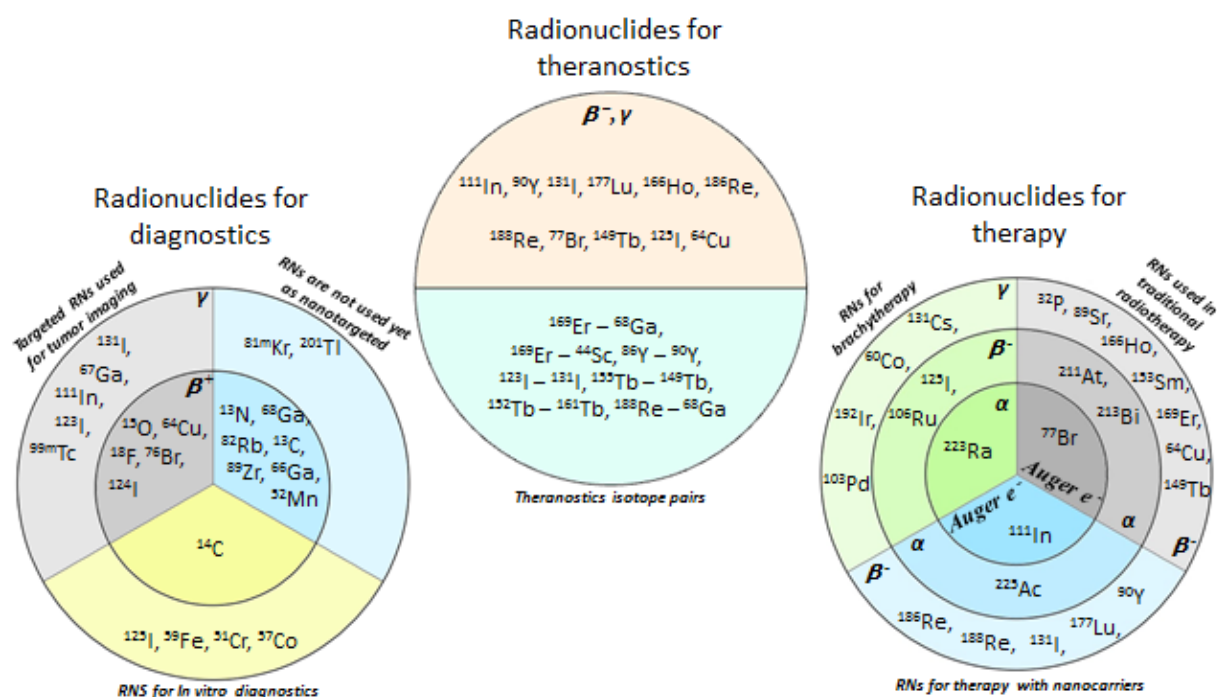 Radionuclides for
theranostics
β⁻, γ
¹¹¹In, ⁹⁰Y, ¹³¹I, ¹⁷⁷Lu, ¹⁶⁶Ho, ¹⁸⁶Re,
¹⁸⁸Re, ⁷⁷Br, ¹⁴⁹Tb, ¹²⁵I, ⁶⁴Cu
¹⁶⁹Er – ⁶⁸Ga,
¹⁶⁹Er – ⁴⁴Sc, ⁸⁶Y – ⁹⁰Y,
¹²³I – ¹³¹I, ¹⁵⁵Tb – ¹⁴⁹Tb,
¹⁵²Tb – ¹⁶¹Tb, ¹⁸⁸Re – ⁶⁸Ga
Theranostics isotope pairs
Radionuclides for
diagnostics
Targeted RNs used
for tumor imaging
RNs are not used yet
as nanotargeted
γ
¹³¹I,
⁶⁷Ga,
¹¹¹In,
¹²³I,
⁹⁹ᵐTc
⁸¹ᵐKr, ²⁰¹Tl
β⁺
¹⁵O, ⁶⁴Cu,
¹⁸F, ⁷⁶Br,
¹²⁴I
¹³N, ⁶⁸Ga,
⁸²Rb, ¹³C,
⁸⁹Zr, ⁶⁶Ga,
⁵²Mn
¹⁴C
¹²⁵I, ⁵⁹Fe, ⁵¹Cr, ⁵⁷Co
RNS for In vitro diagnostics
Radionuclides for
therapy
RNs for
brachytherapy
RNs used in
traditional
radiotherapy
γ
¹³¹Cs,
⁶⁰Co,
¹⁹²Ir,
¹⁰³Pd
β⁻
¹²⁵I,
¹⁰⁶Ru
α
²²³Ra
³²P, ⁸⁹Sr,
¹⁶⁶Ho,
¹⁵³Sm,
¹⁶⁹Er,
⁶⁴Cu,
¹⁴⁹Tb
β⁻
²¹¹At,
²¹³Bi
α
⁷⁷Br
Auger e⁻
Auger e⁻
¹¹¹In
α
²²⁵Ac
β⁻
¹⁸⁶Re, ¹⁸⁸Re, ¹³¹I, ¹⁷⁷Lu, ⁹⁰Y
RNs for therapy with nanocarriers